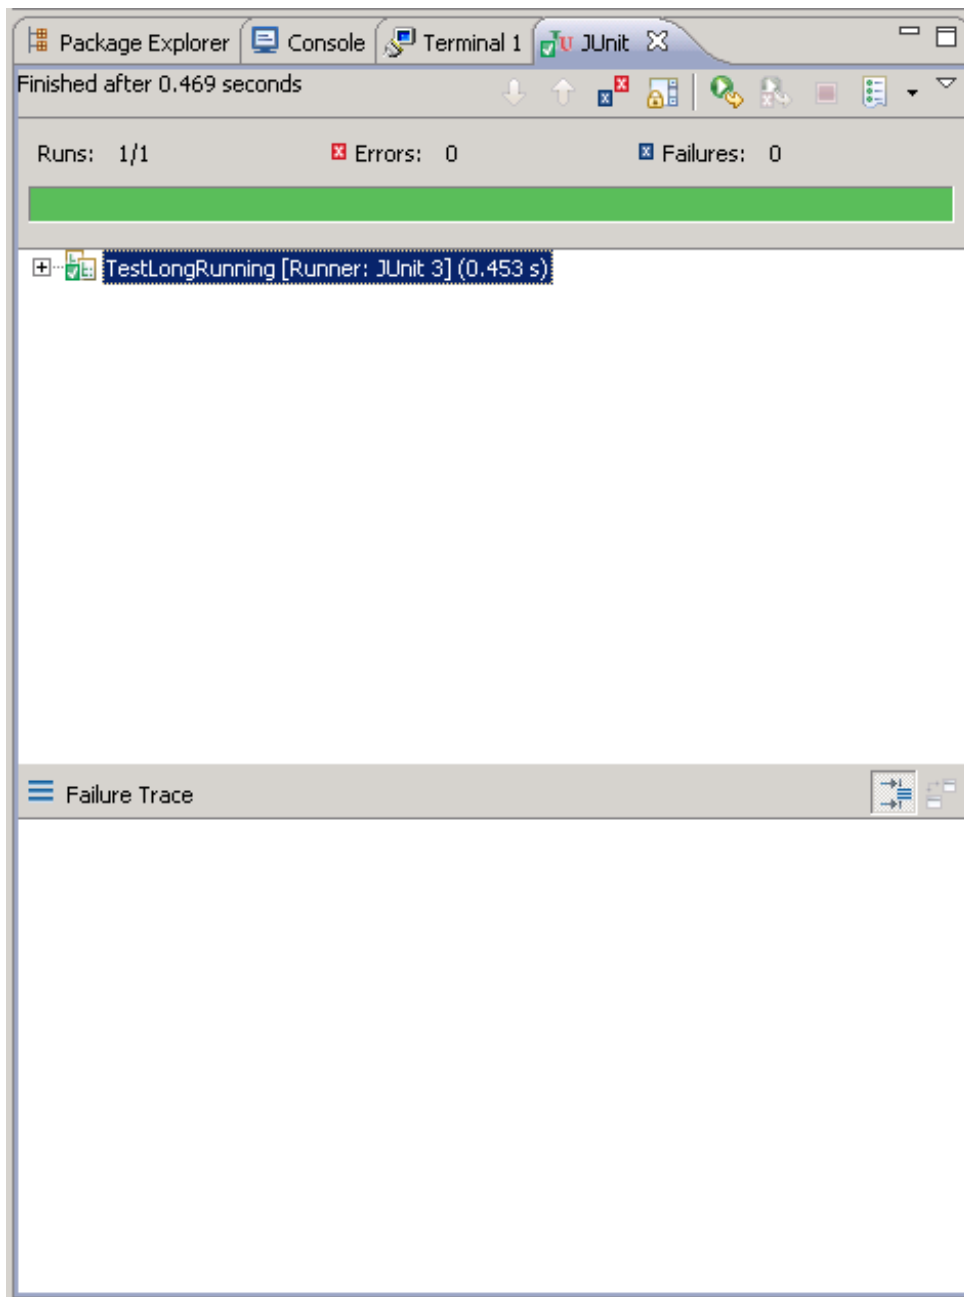 Package Explorer Console Terminal 1 JUnit
Finished after 0.469 seconds
Runs: 1/1 Errors: 0 Failures: 0
TestLongRunning [Runner: JUnit 3] (0.453 s)
Failure Trace